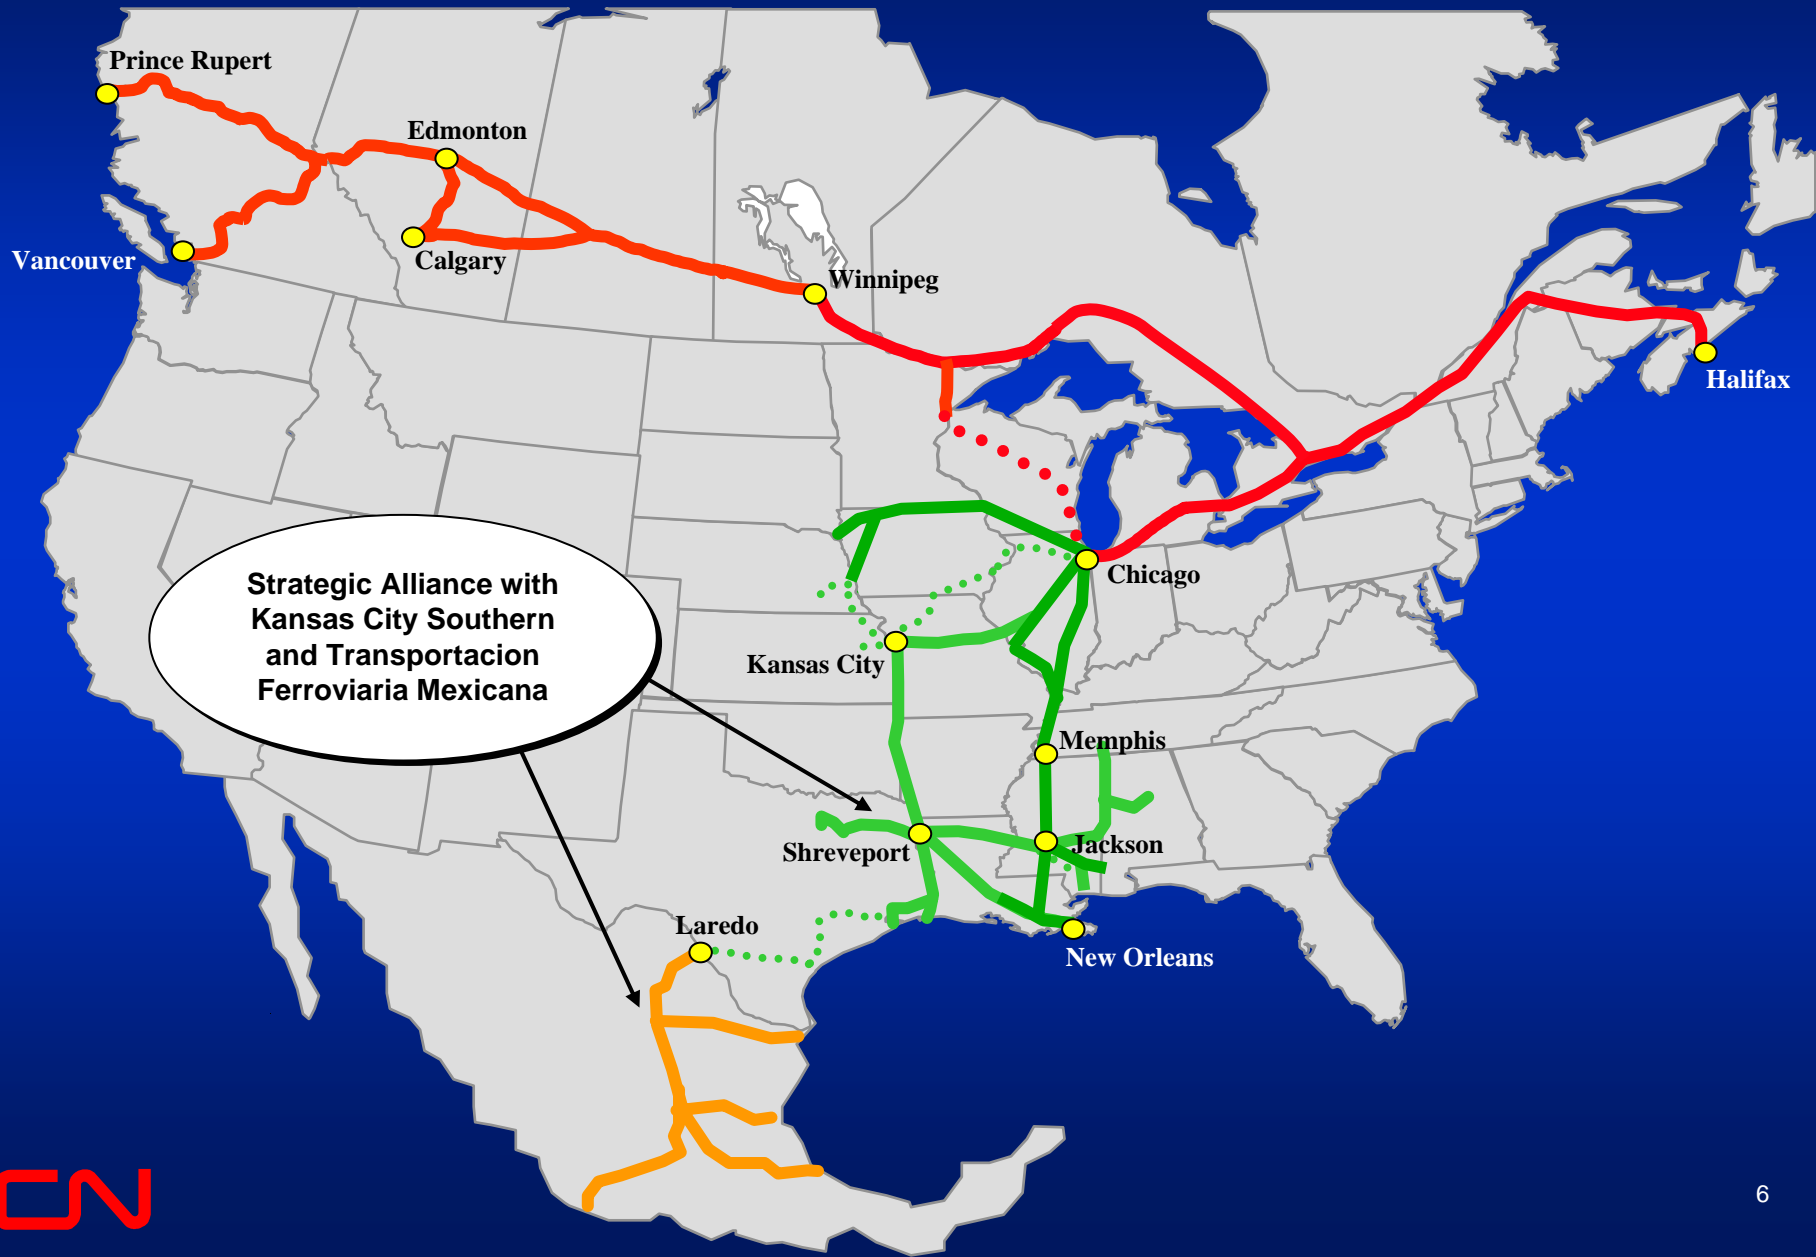 Prince Rupert
Edmonton
Vancouver
Calgary
Winnipeg
Halifax
Strategic Alliance with
Kansas City Southern
and Transportacion
Ferroviaria Mexicana
Chicago
Kansas City
Memphis
Shreveport
Jackson
Laredo
New Orleans
CN
6